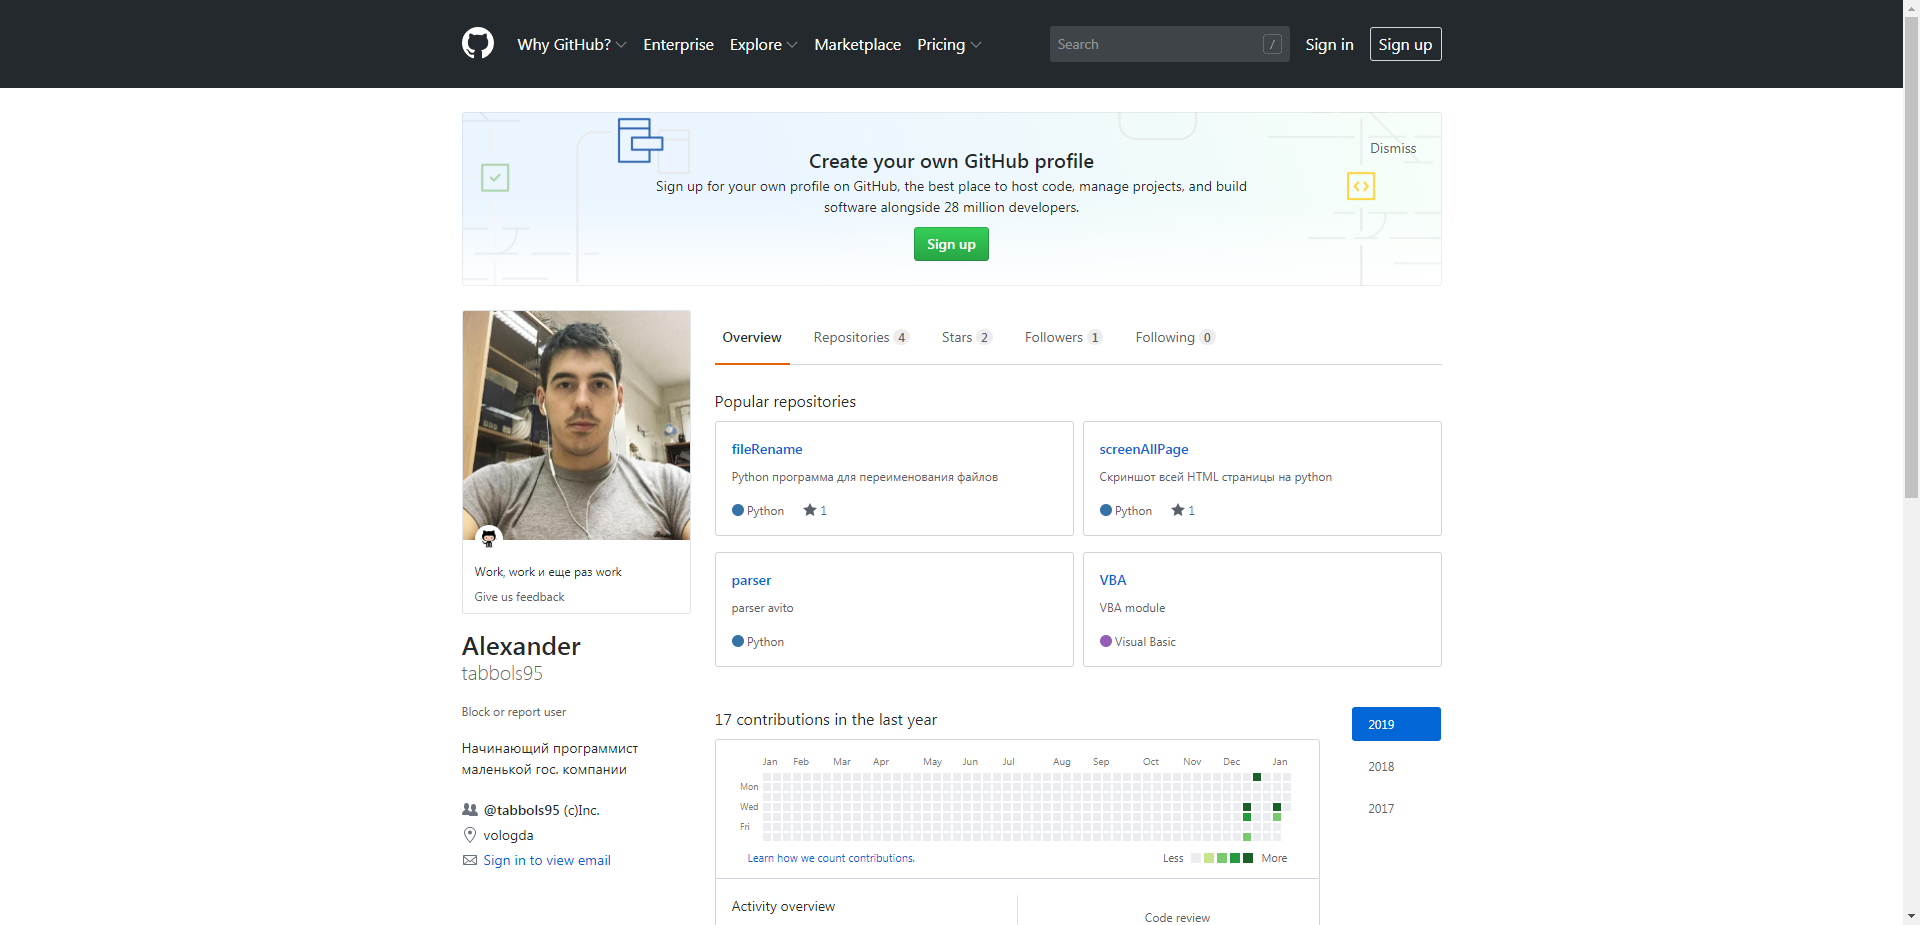 Why GitHub? Enterprise Explore Marketplace Pricing Search / Sign in Sign up
Dismiss
Create your own GitHub profile
Sign up for your own profile on GitHub, the best place to host code, manage projects, and build
software alongside 28 million developers.
Sign up
Work, work и еще раз work
Give us feedback
Alexander
tabbols95
Block or report user
Начинающий программист
маленькой гос. компании
@tabbols95 (c)Inc.
vologda
Sign in to view email
Overview Repositories 4 Stars 2 Followers 1 Following 0
Popular repositories
fileRename
Python программа для переименования файлов
Python 1
screenAllPage
Скриншот всей HTML страницы на python
Python 1
parser
parser avito
Python
VBA
VBA module
Visual Basic
17 contributions in the last year
Jan Feb Mar Apr May Jun Jul Aug Sep Oct Nov Dec Jan
Mon
Wed
Fri
Learn how we count contributions. Less More
2019
2018
2017
Activity overview
Code review